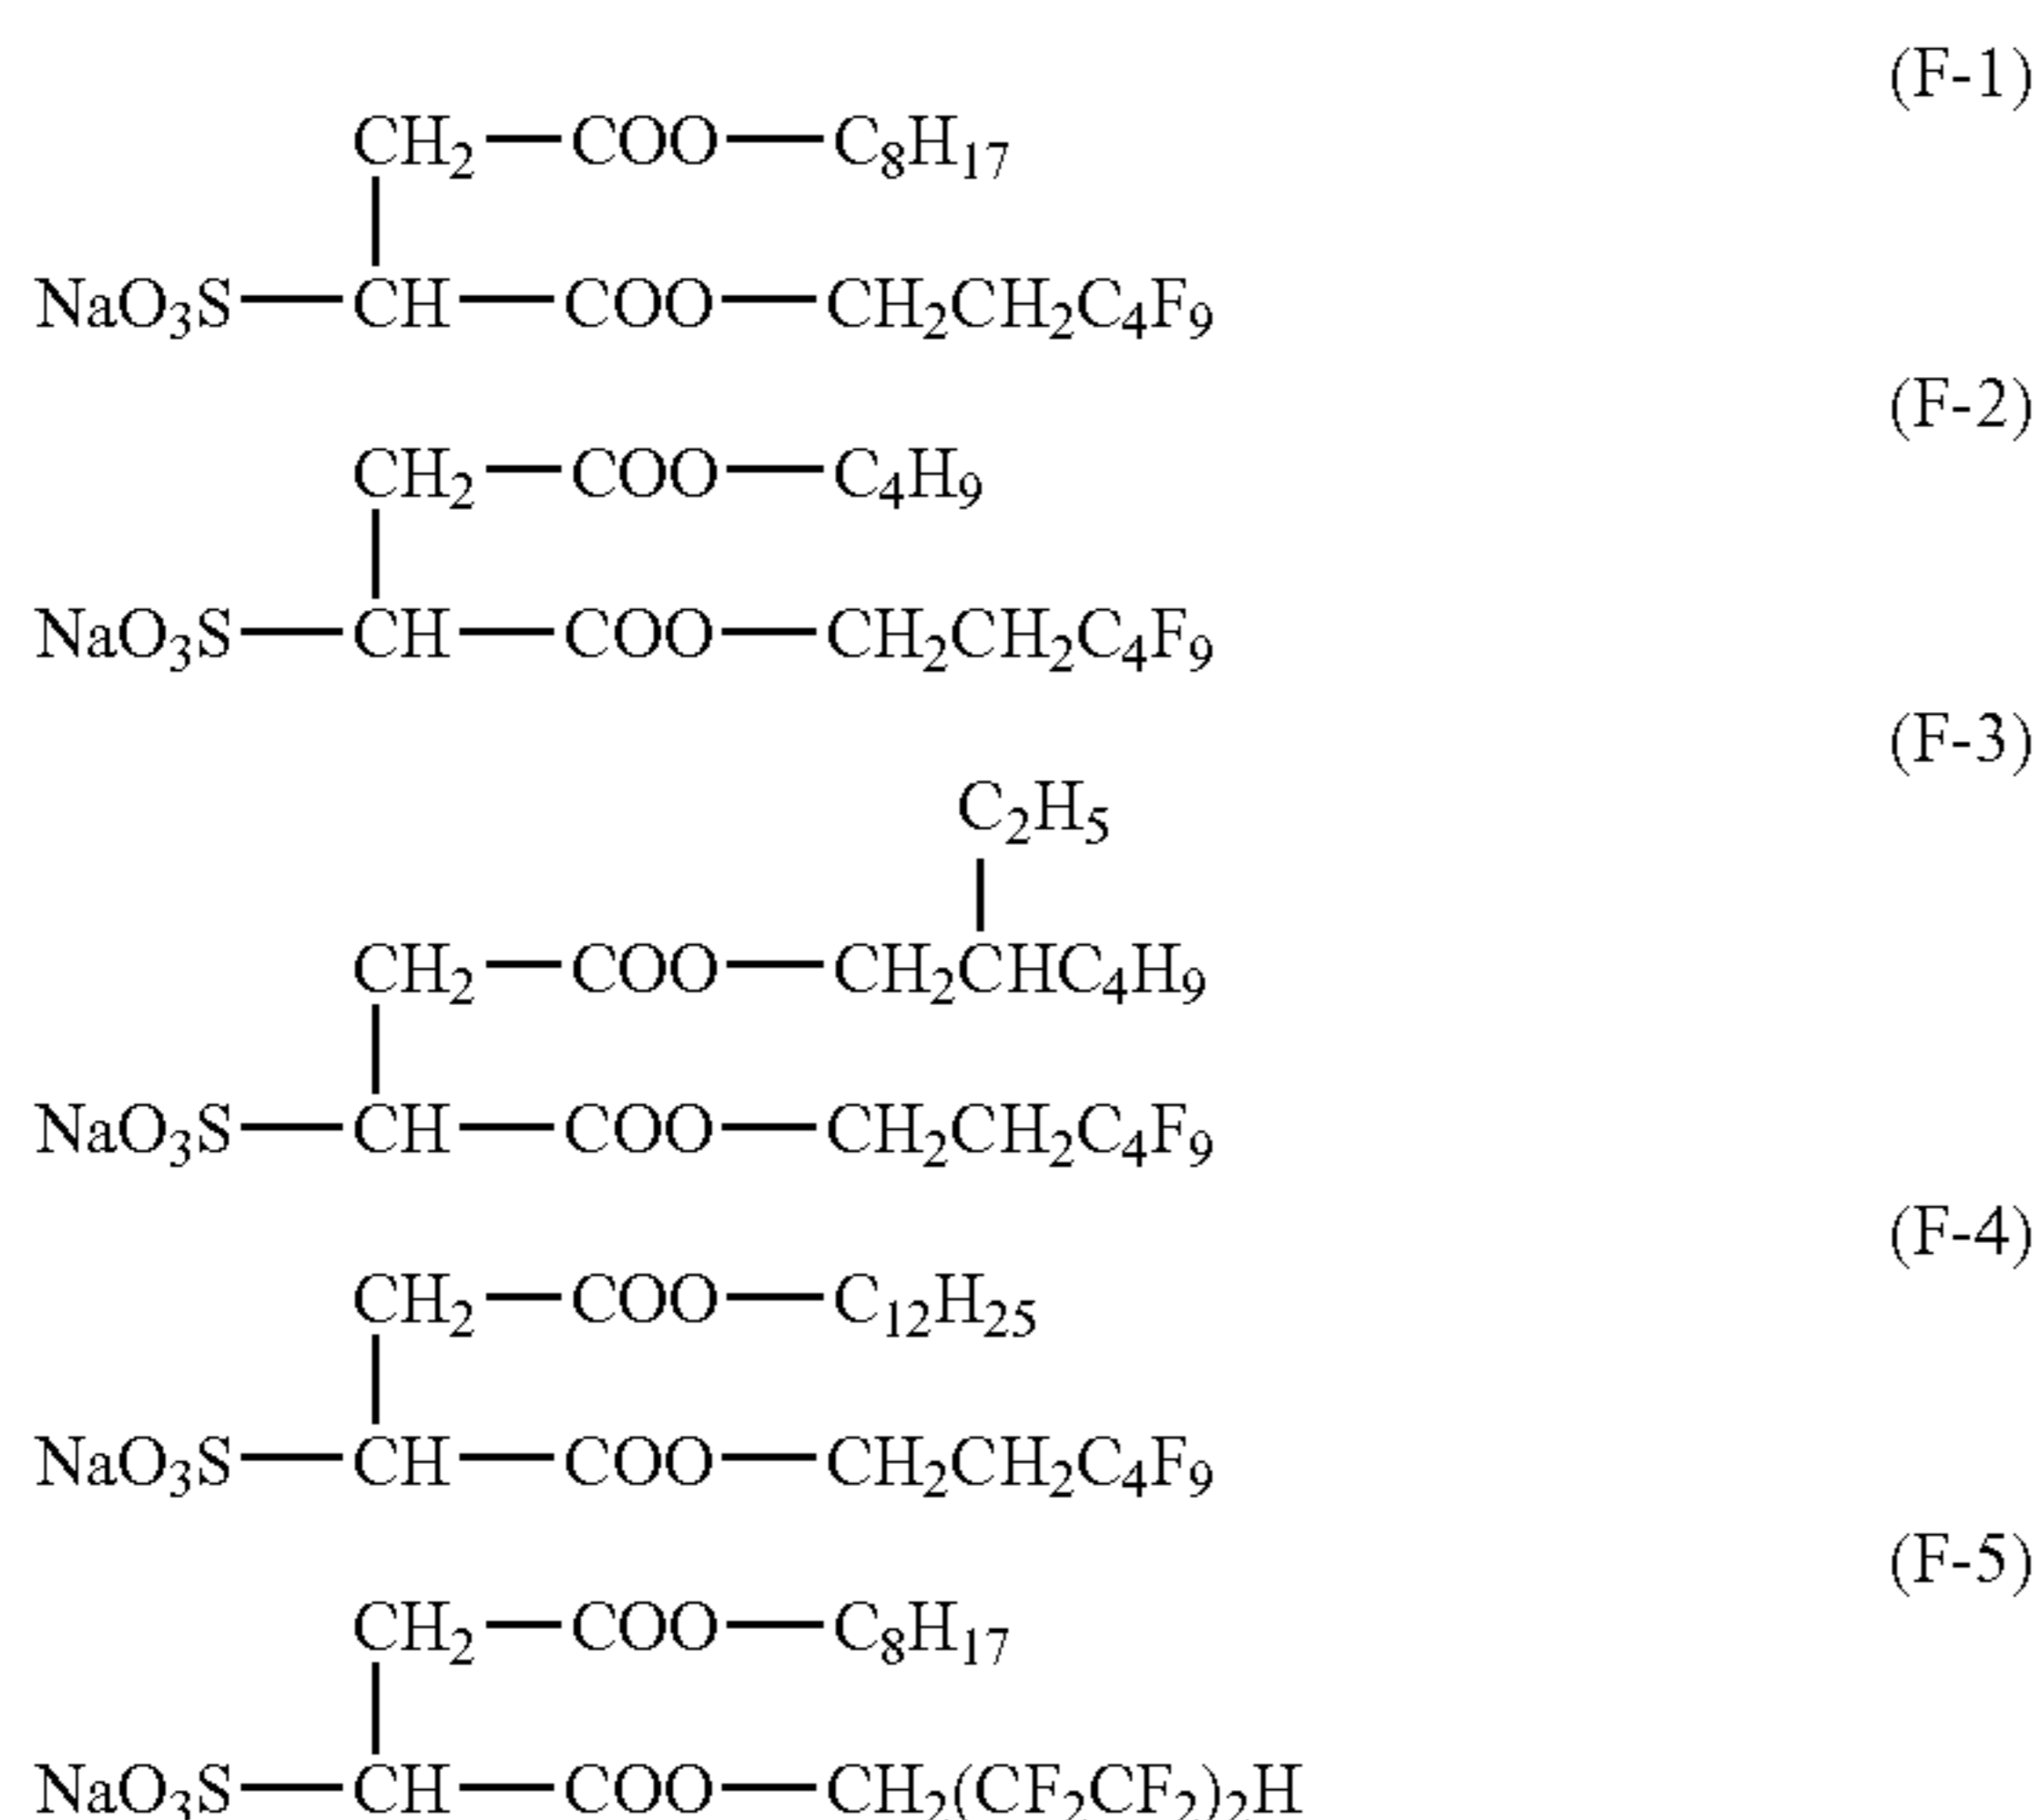 (F-1)
CH₂—COO—C₈H₁₇
NaO₃S—CH—COO—CH₂CH₂C₄F₉
(F-2)
CH₂—COO—C₄H₉
NaO₃S—CH—COO—CH₂CH₂C₄F₉
(F-3)
C₂H₅
CH₂—COO—CH₂CHC₄H₉
NaO₃S—CH—COO—CH₂CH₂C₄F₉
(F-4)
CH₂—COO—C₁₂H₂₅
NaO₃S—CH—COO—CH₂CH₂C₄F₉
(F-5)
CH₂—COO—C₈H₁₇
NaO₃S—CH—COO—CH₂(CF₂CF₂)₂H